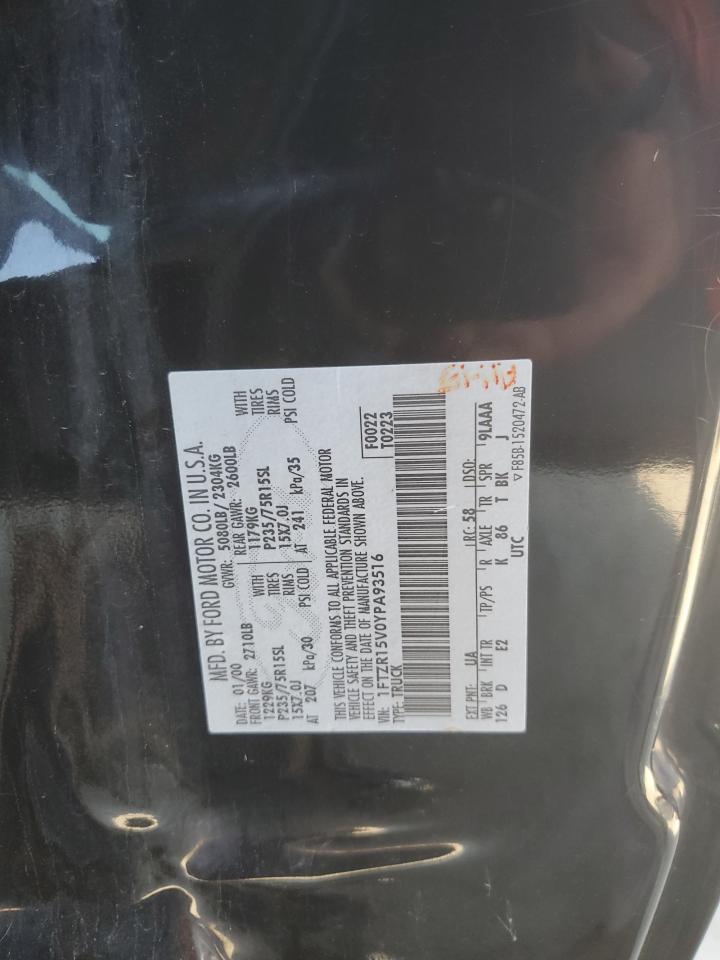 MFD. BY FORD MOTOR CO. IN U.S.A.
DATE: 01/00 GVWR: 5080LB/ 2304KG
FRONT GAWR: 2710LB REAR GAWR: 2600LB
1229KG WITH 1179KG WITH
P235/75R15SL TIRES P235/75R15SL TIRES
15X7.0J RIMS 15X7.0J RIMS
AT 207 kPa/30 PSI COLD AT 241 kPa/35 PSI COLD
THIS VEHICLE CONFORMS TO ALL APPLICABLE FEDERAL MOTOR
VEHICLE SAFETY AND THEFT PREVENTION STANDARDS IN
EFFECT ON THE DATE OF MANUFACTURE SHOWN ABOVE.
VIN: 1FTZR15V0YPA93516 F0022
TYPE: TRUCK T0223
EXT PNT: UA RC: 58 DSO:
WB BRK INT TR TP/PS R AXLE TR SPR 9LAAA
126 D E2 K 86 T BK J
UTC ▽ F85B-1520472-AB